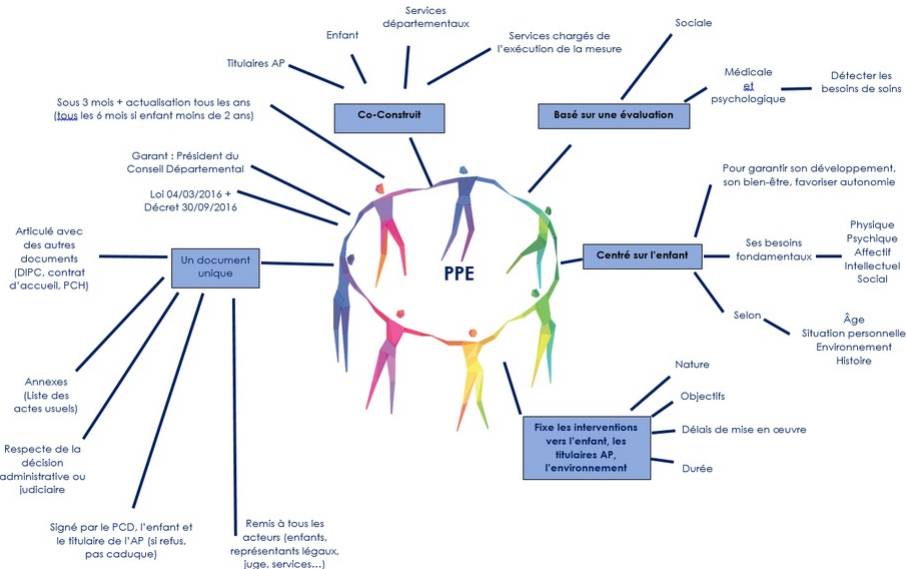 Services
départementaux
Enfant
Services chargés de
l'exécution de la mesure
Titulaires AP
Co-Construit
Sociale
Médicale
et
psychologique
Détecter les
besoins de soins
Basé sur une évaluation
Sous 3 mois + actualisation tous les ans
(tous les 6 mois si enfant moins de 2 ans)
Garant : Président du
Conseil Départemental
Loi 04/03/2016 +
Décret 30/09/2016
PPE
Pour garantir son développement,
son bien-être, favoriser autonomie
Centré sur l'enfant
Ses besoins
fondamentaux
Physique
Psychique
Affectif
Intellectuel
Social
Selon
Âge
Situation personnelle
Environnement
Histoire
Articulé avec
des autres
documents
(DIPC, contrat
d'accueil, PCH)
Un document
unique
Annexes
(Liste des
actes usuels)
Respecte de la
décision
administrative ou
judiciaire
Signé par le PCD, l'enfant et
le titulaire de l'AP (si refus,
pas caduque)
Remis à tous les
acteurs (enfants,
représentants légaux,
juge, services...)
Fixe les interventions
vers l'enfant, les
titulaires AP,
l'environnement
Nature
Objectifs
Délais de mise en œuvre
Durée